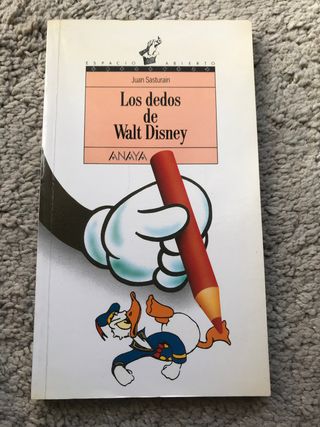 ESPACIO ABIERTO
Juan Sasturain
Los dedos
de
Walt Disney
ANAYA